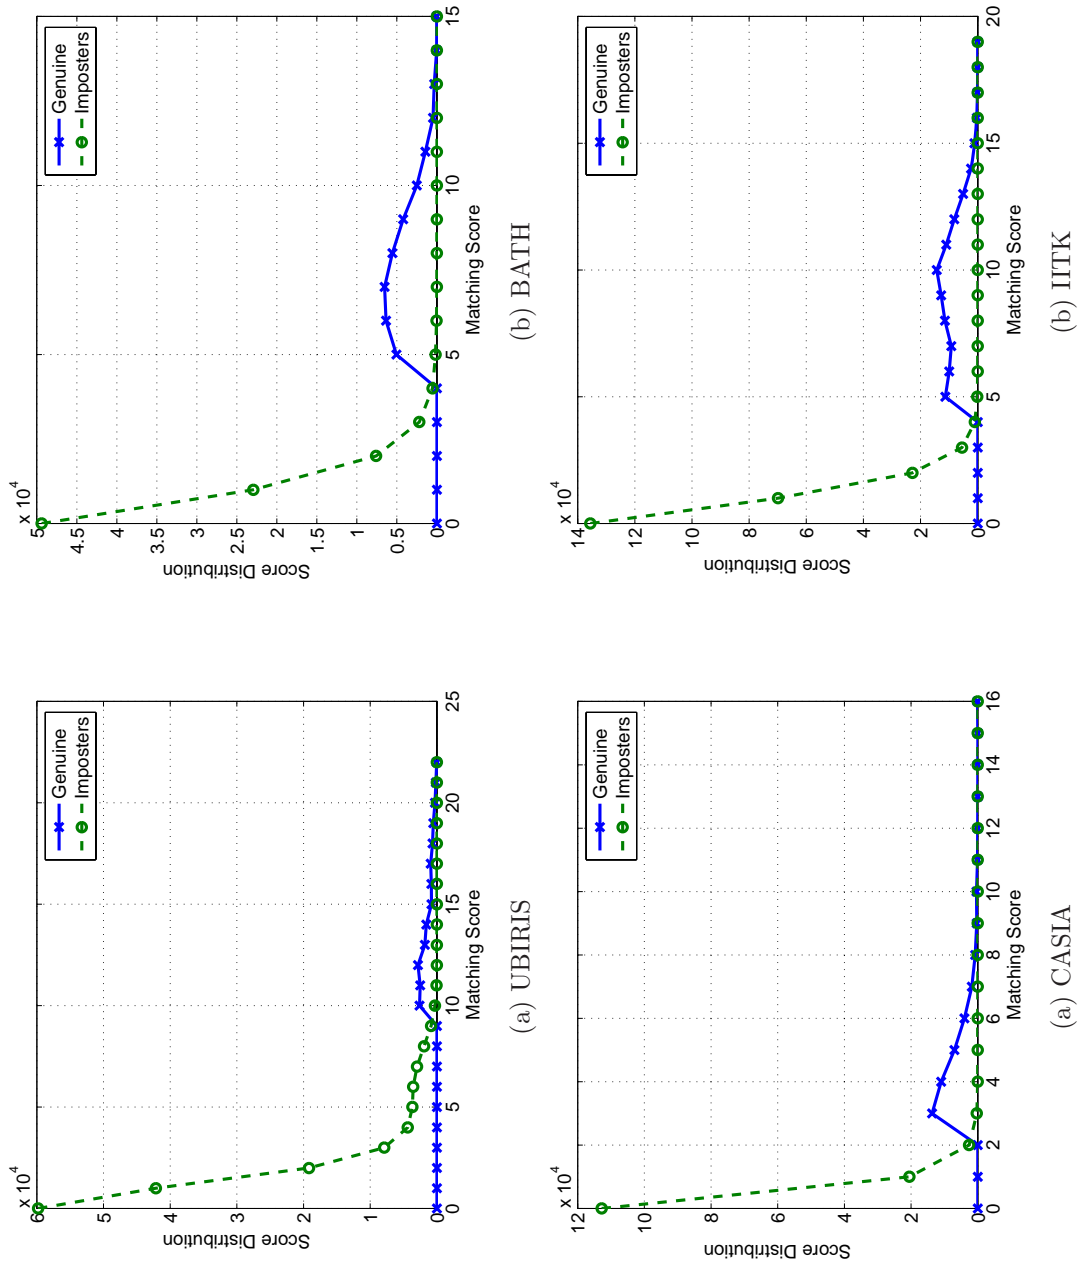 x 10^4
6
5
4
3
2
1
0
Score Distribution
0 5 10 15 20 25
Matching Score
Genuine
Imposters
(a) UBIRIS
x 10^4
5
4.5
4
3.5
3
2.5
2
1.5
1
0.5
0
Score Distribution
0 5 10 15
Matching Score
Genuine
Imposters
(b) BATH
x 10^4
12
10
8
6
4
2
0
Score Distribution
0 2 4 6 8 10 12 14 16
Matching Score
Genuine
Imposters
(a) CASIA
x 10^4
14
12
10
8
6
4
2
0
Score Distribution
0 5 10 15 20
Matching Score
Genuine
Imposters
(b) IITK